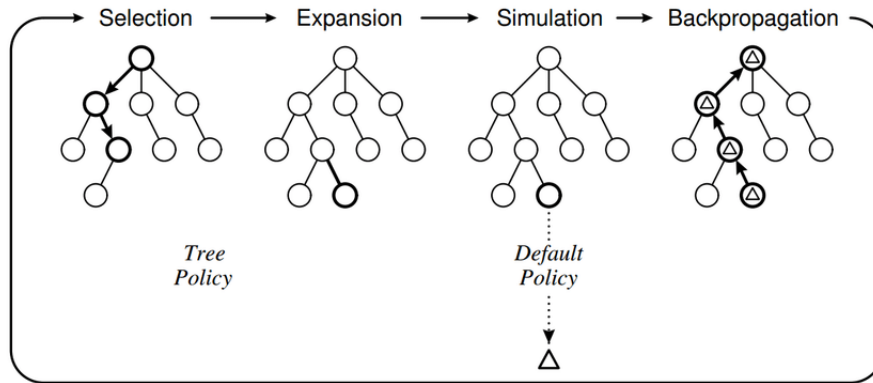 Selection Expansion Simulation Backpropagation
Tree
Policy
Default
Policy